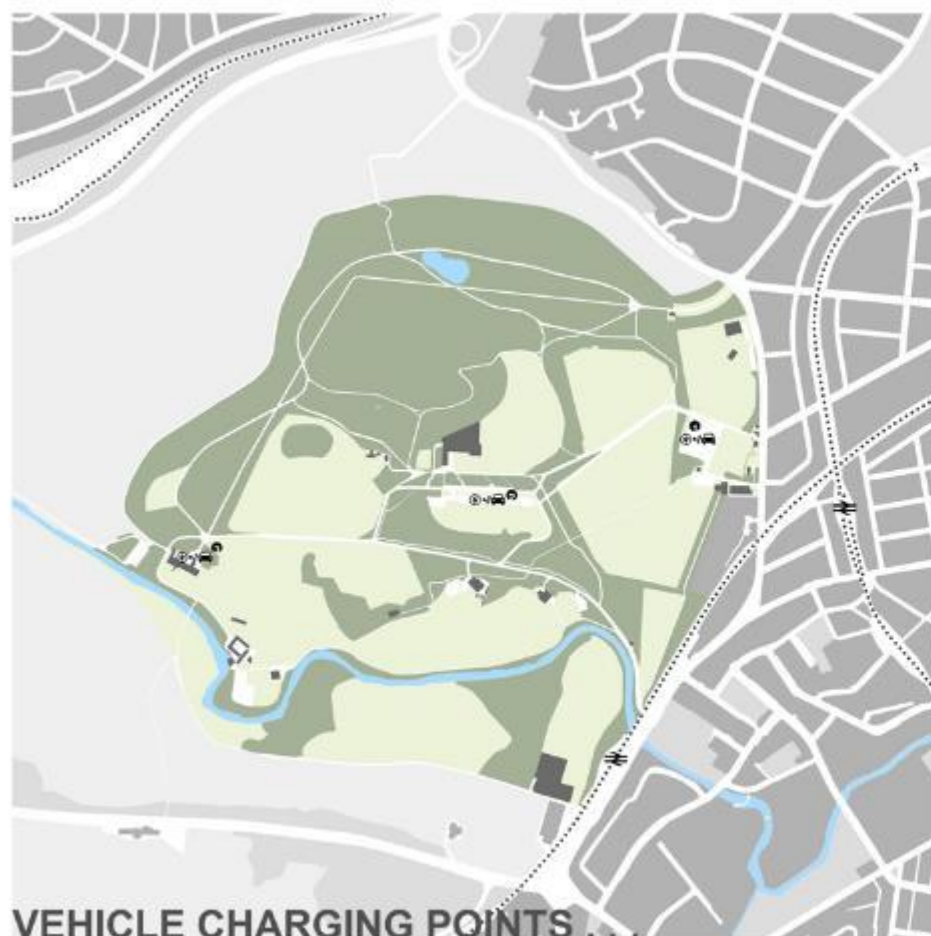 VEHICLE CHARGING POINTS . . .